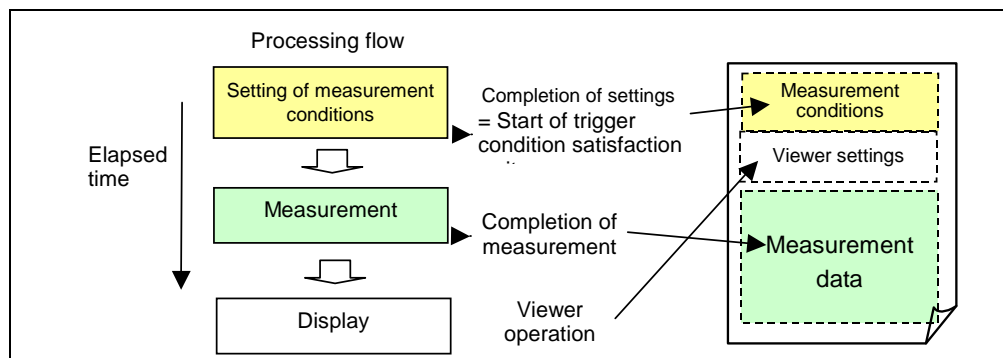 Processing flow
Setting of measurement
conditions
Elapsed
time
Measurement
Display
Completion of settings
= Start of trigger
condition satisfaction
Completion of
measurement
Viewer
operation
Measurement
conditions
Viewer settings
Measurement
data